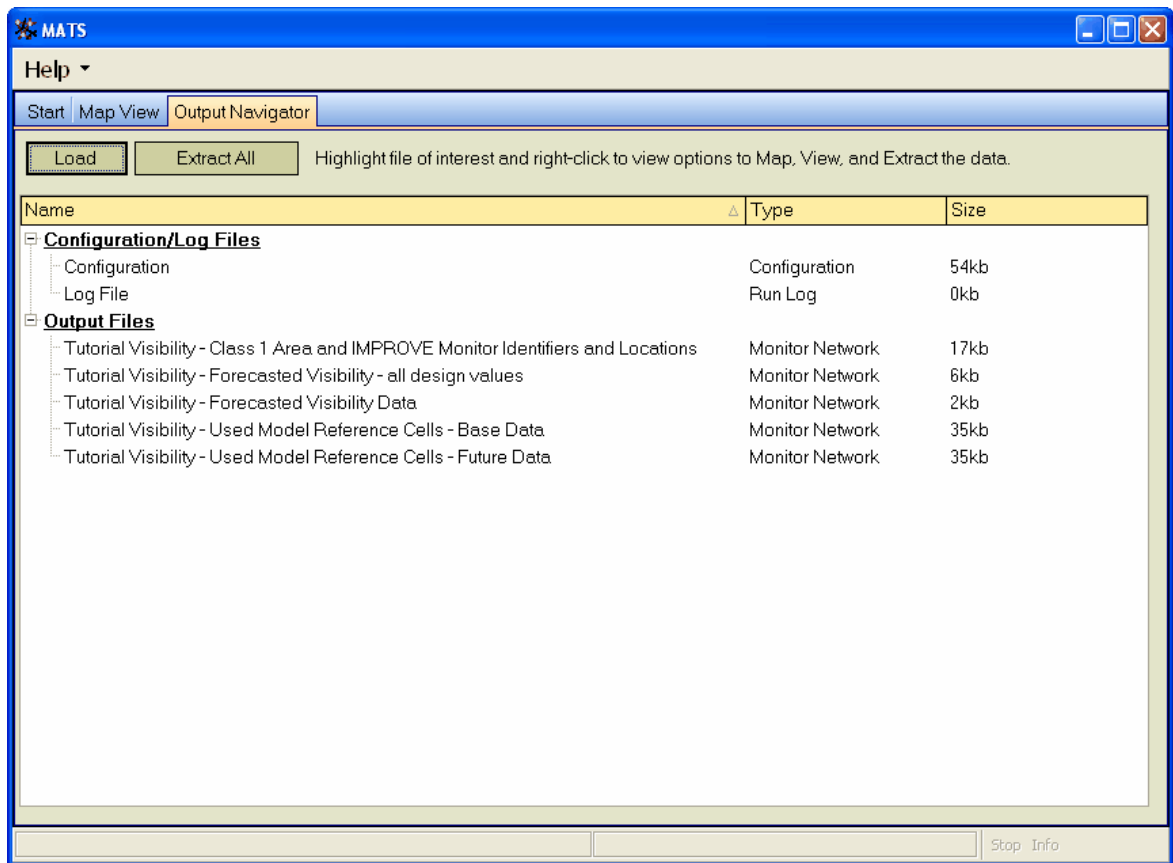 MATS
Help
Start Map View Output Navigator
Load Extract All Highlight file of interest and right-click to view options to Map, View, and Extract the data.
Name Type Size
Configuration/Log Files
Configuration Configuration 54kb
Log File Run Log 0kb
Output Files
Tutorial Visibility - Class 1 Area and IMPROVE Monitor Identifiers and Locations Monitor Network 17kb
Tutorial Visibility - Forecasted Visibility - all design values Monitor Network 6kb
Tutorial Visibility - Forecasted Visibility Data Monitor Network 2kb
Tutorial Visibility - Used Model Reference Cells - Base Data Monitor Network 35kb
Tutorial Visibility - Used Model Reference Cells - Future Data Monitor Network 35kb
Stop Info